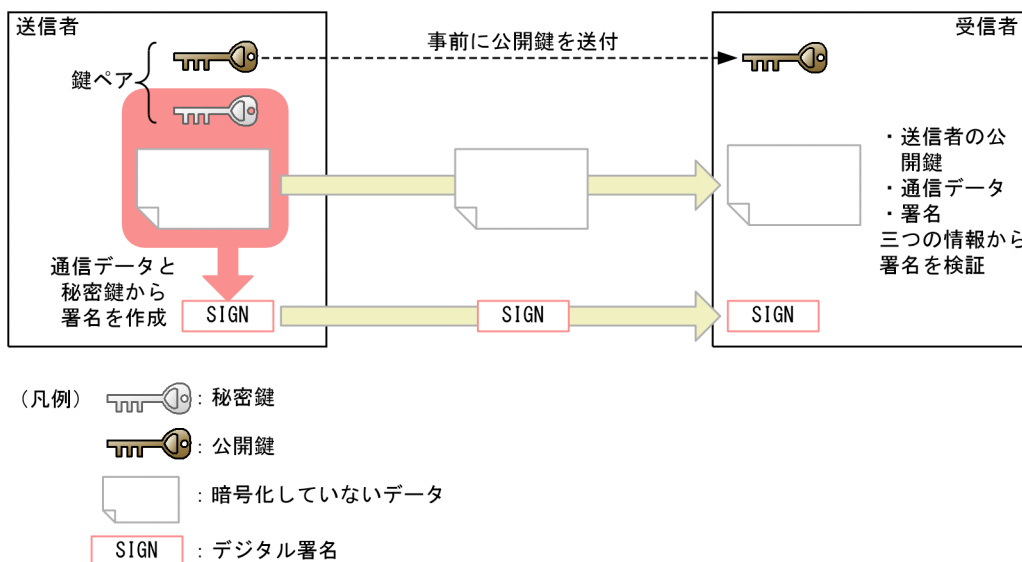 送信者
受信者
事前に公開鍵を送付
鍵ペア
・送信者の公
開鍵
・通信データ
・署名
三つの情報から
署名を検証
通信データと
秘密鍵から
署名を作成
SIGN
SIGN
SIGN
（凡例）
：秘密鍵
：公開鍵
：暗号化していないデータ
SIGN ：デジタル署名